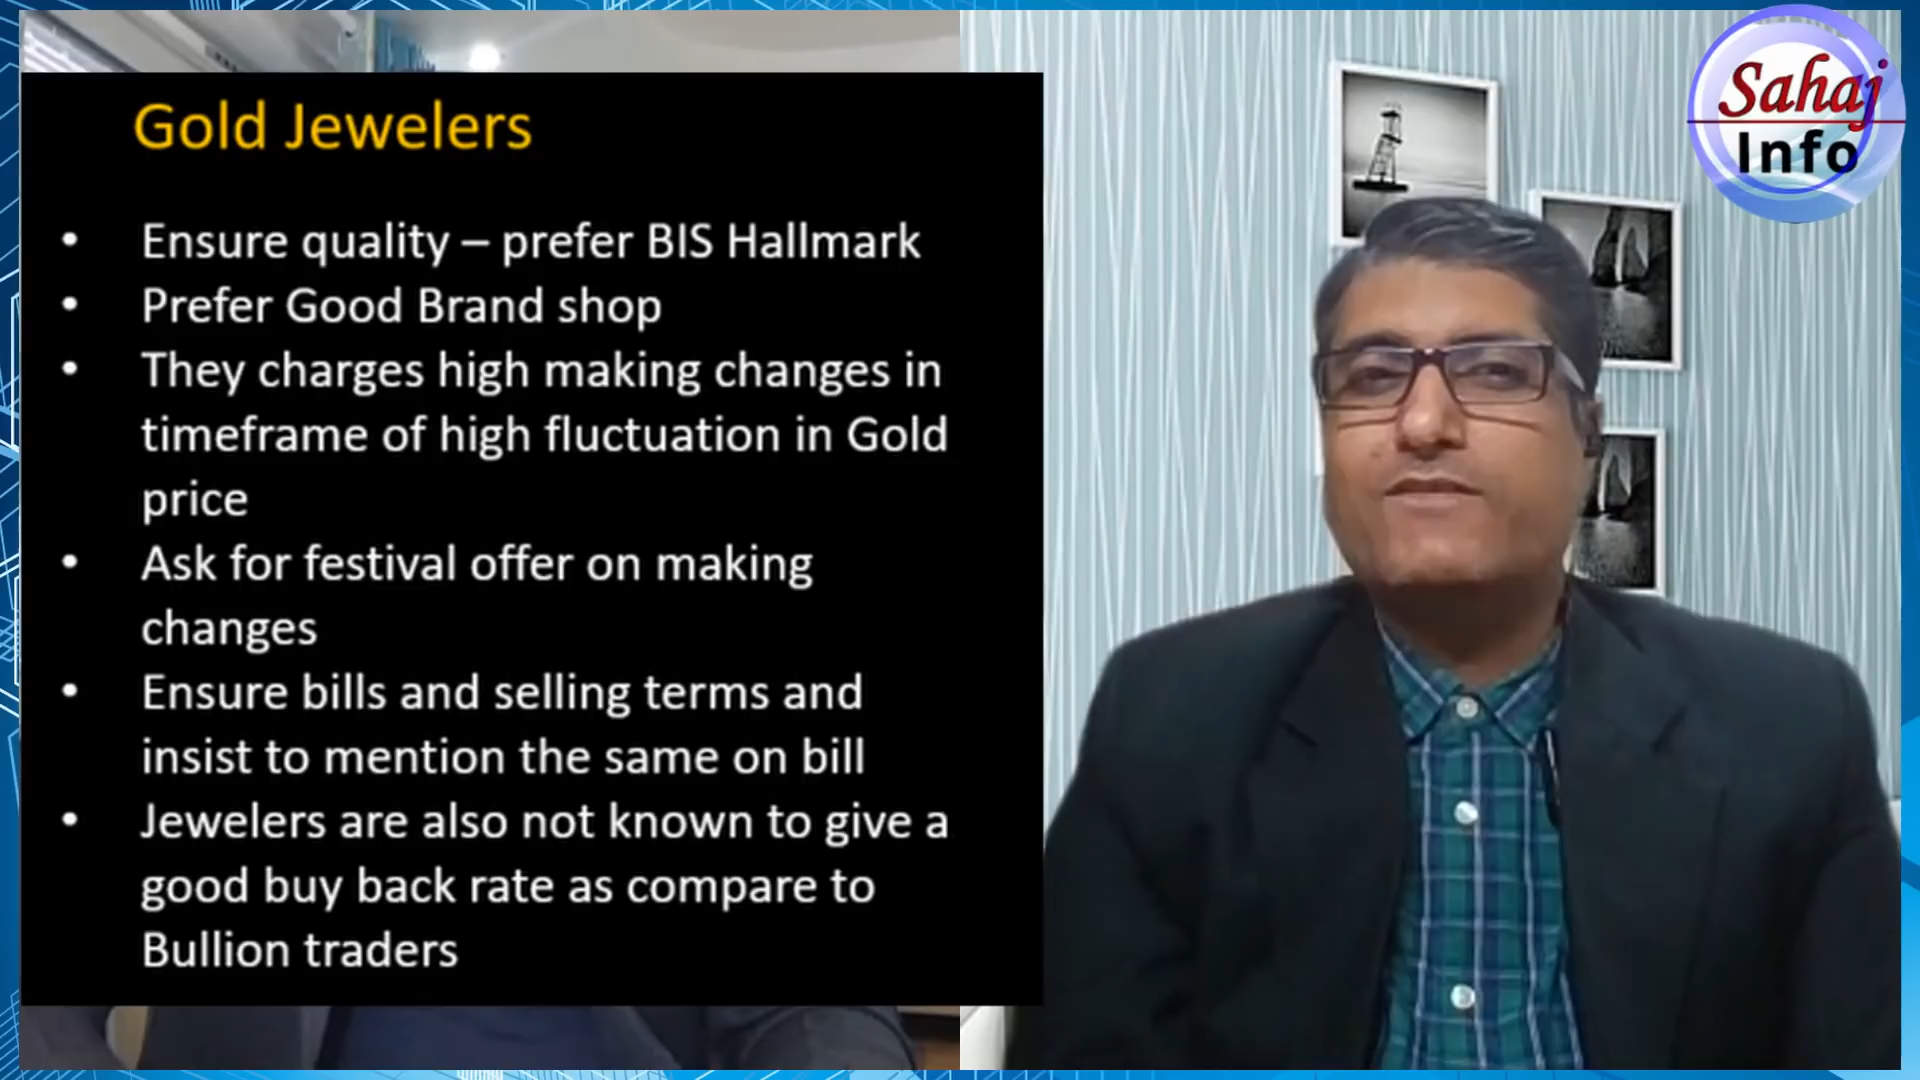 Gold Jewelers
• Ensure quality – prefer BIS Hallmark
• Prefer Good Brand shop
• They charges high making changes in
timeframe of high fluctuation in Gold
price
• Ask for festival offer on making
changes
• Ensure bills and selling terms and
insist to mention the same on bill
• Jewelers are also not known to give a
good buy back rate as compare to
Bullion traders
Sahaj
Info